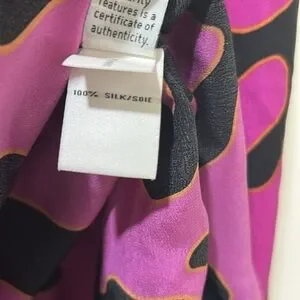 features is a
certificate of
authenticity.
100% SILK/SOIE